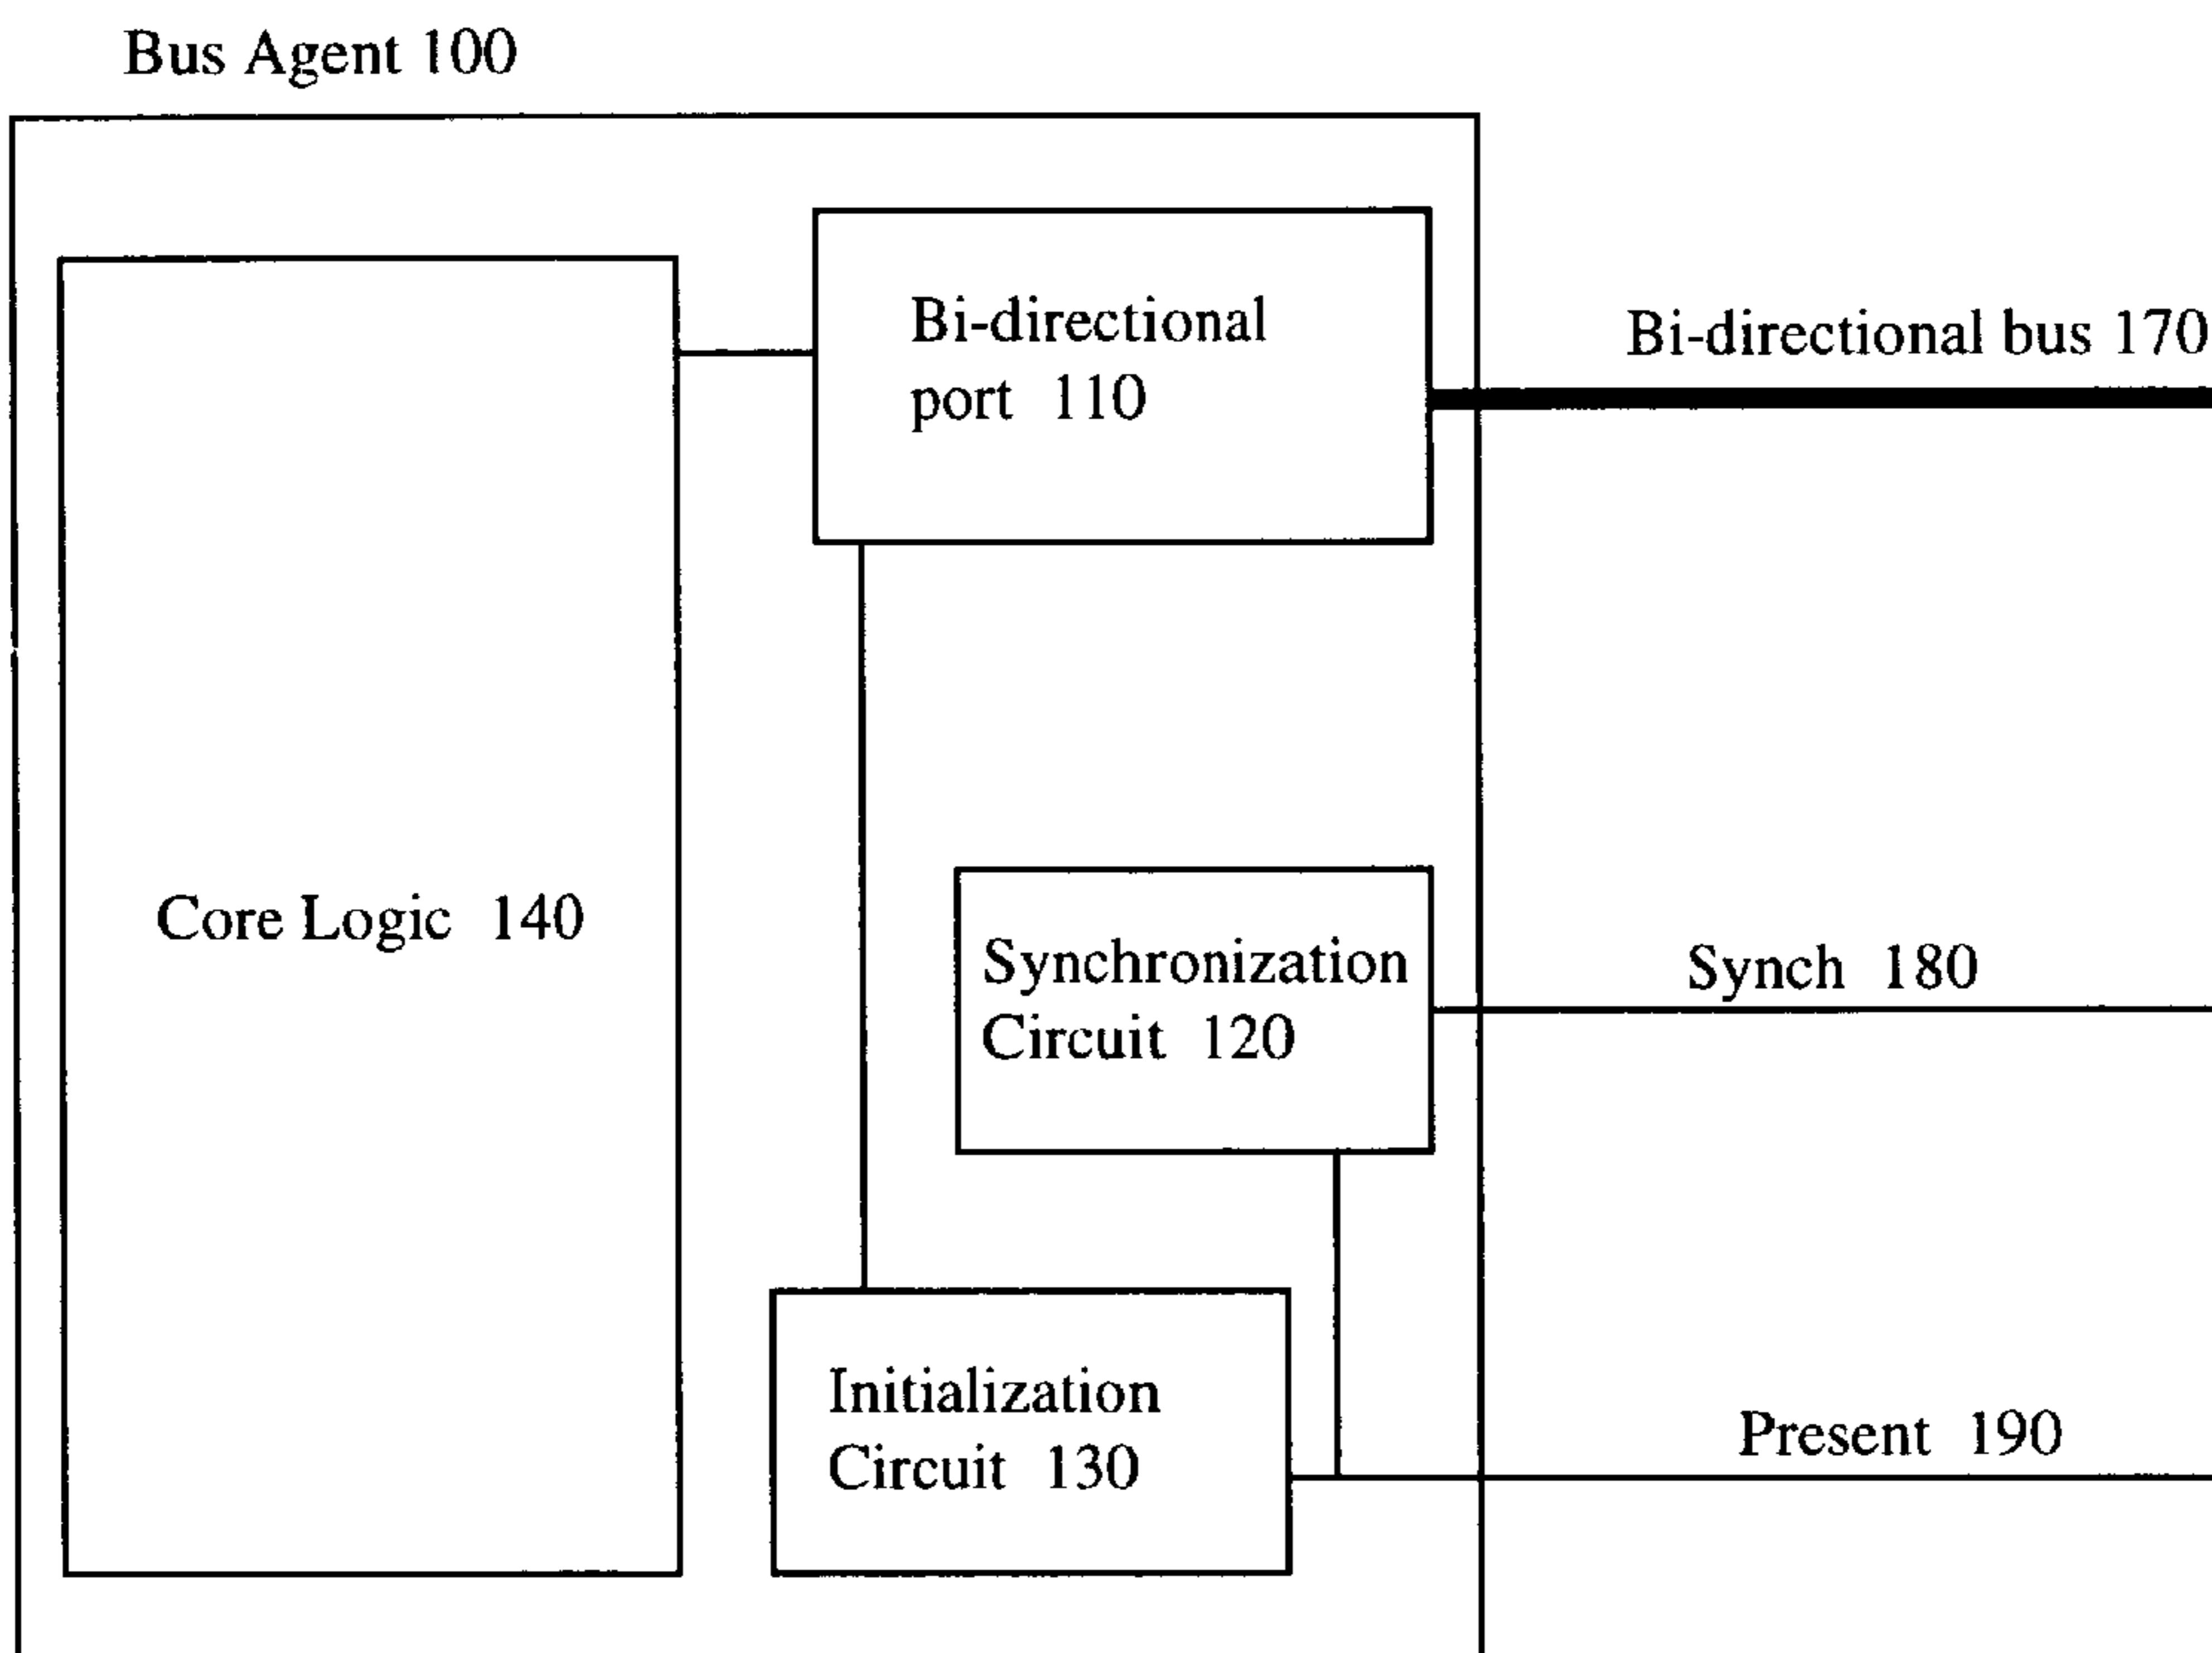 Bus Agent 100
Bi-directional
port 110
Bi-directional bus 170
Core Logic 140
Synchronization
Circuit 120
Synch 180
Initialization
Circuit 130
Present 190